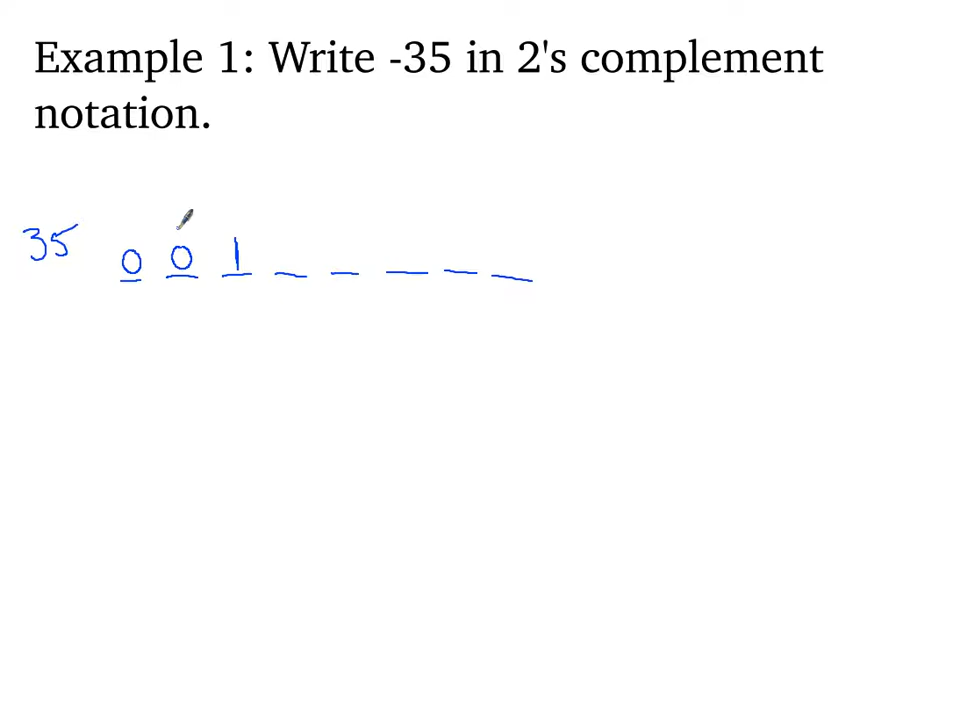 Example 1: Write -35 in 2's complement
notation.
35 0 0 1 _ _ _ _ _